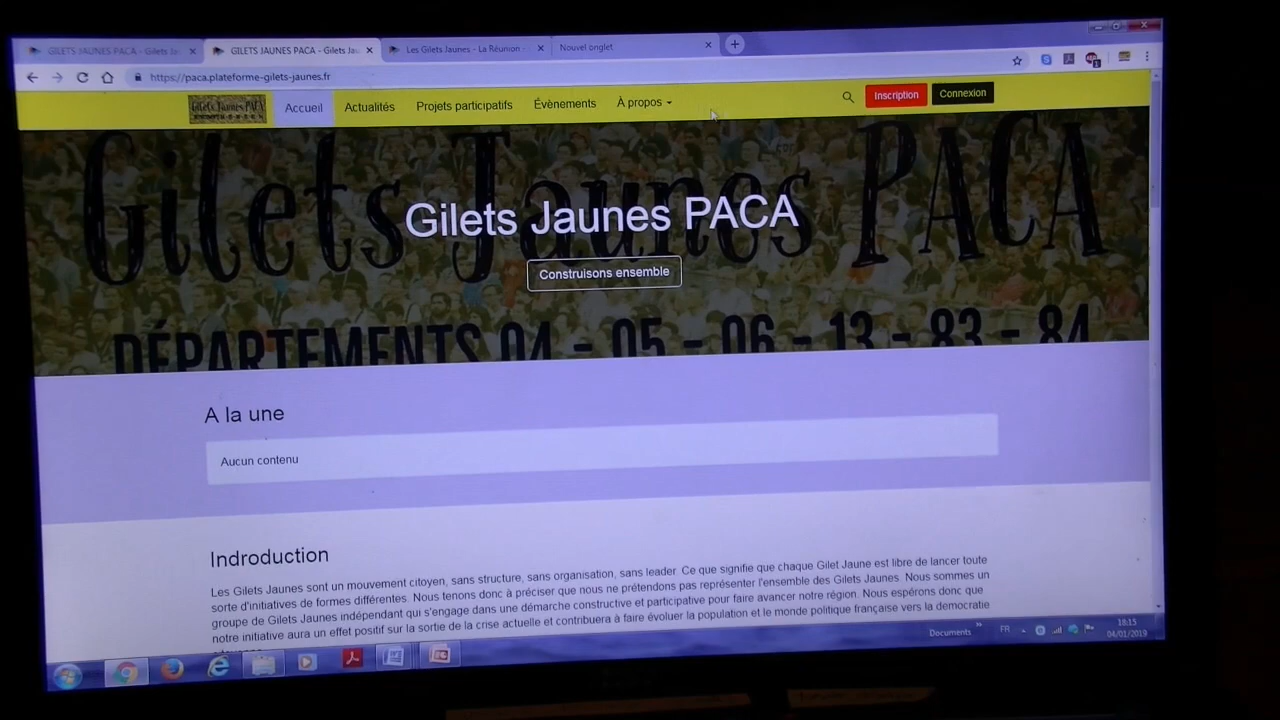 GILETS JAUNES PACA - Gilets Ja
GILETS JAUNES PACA - Gilets Jau
Les Gilets Jaunes - La Réunion -
Nouvel onglet
https://paca.plateforme-gilets-jaunes.fr
Gilets Jaunes PACA
Accueil
Actualités
Projets participatifs
Évènements
À propos
Inscription
Connexion
Gilets Jaunes PACA
Gilets Jaunes PACA
Construisons ensemble
DÉPARTEMENTS 04 - 05 - 06 - 13 - 83 - 84
A la une
Aucun contenu
Indroduction
Les Gilets Jaunes sont un mouvement citoyen, sans structure, sans organisation, sans leader. Ce que signifie que chaque Gilet Jaune est libre de lancer toute
sorte d'initiatives de formes différentes. Nous tenons donc à préciser que nous ne prétendons pas représenter l'ensemble des Gilets Jaunes. Nous sommes un
groupe de Gilets Jaunes indépendant qui s'engage dans une démarche constructive et participative pour faire avancer notre région. Nous espérons donc que
notre initiative aura un effet positif sur la sortie de la crise actuelle et contribuera à faire évoluer la population et le monde politique française vers la democratie
Documents
FR
18:15
04/01/2019